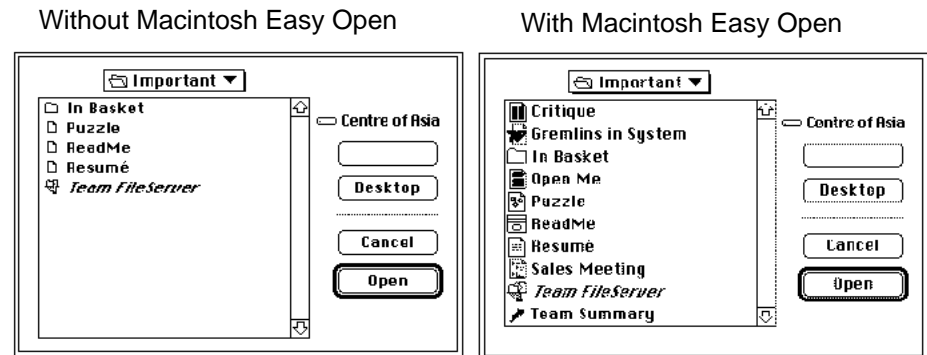 Without Macintosh Easy Open
Important
In Basket
Puzzle
ReadMe
Resumé
Team FileServer
Centre of Asia
Desktop
Cancel
Open
With Macintosh Easy Open
Important
Critique
Gremlins in System
In Basket
Open Me
Puzzle
ReadMe
Resumé
Sales Meeting
Team FileServer
Team Summary
Centre of Asia
Desktop
Cancel
Open